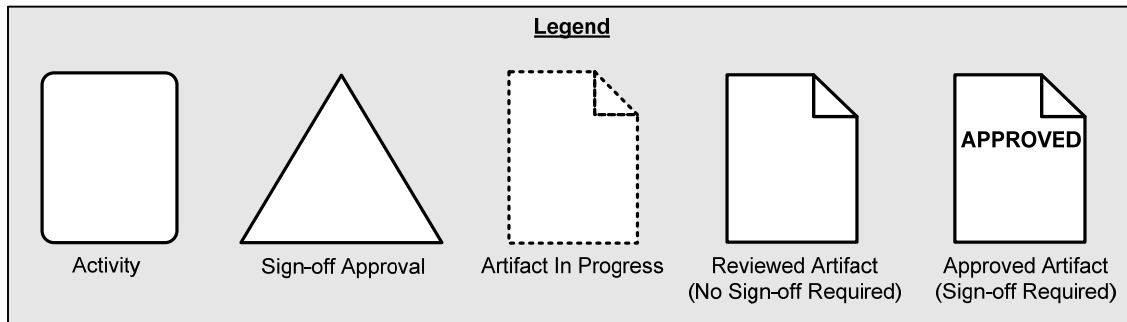 Legend
APPROVED
Activity
Sign-off Approval
Artifact In Progress
Reviewed Artifact
(No Sign-off Required)
Approved Artifact
(Sign-off Required)